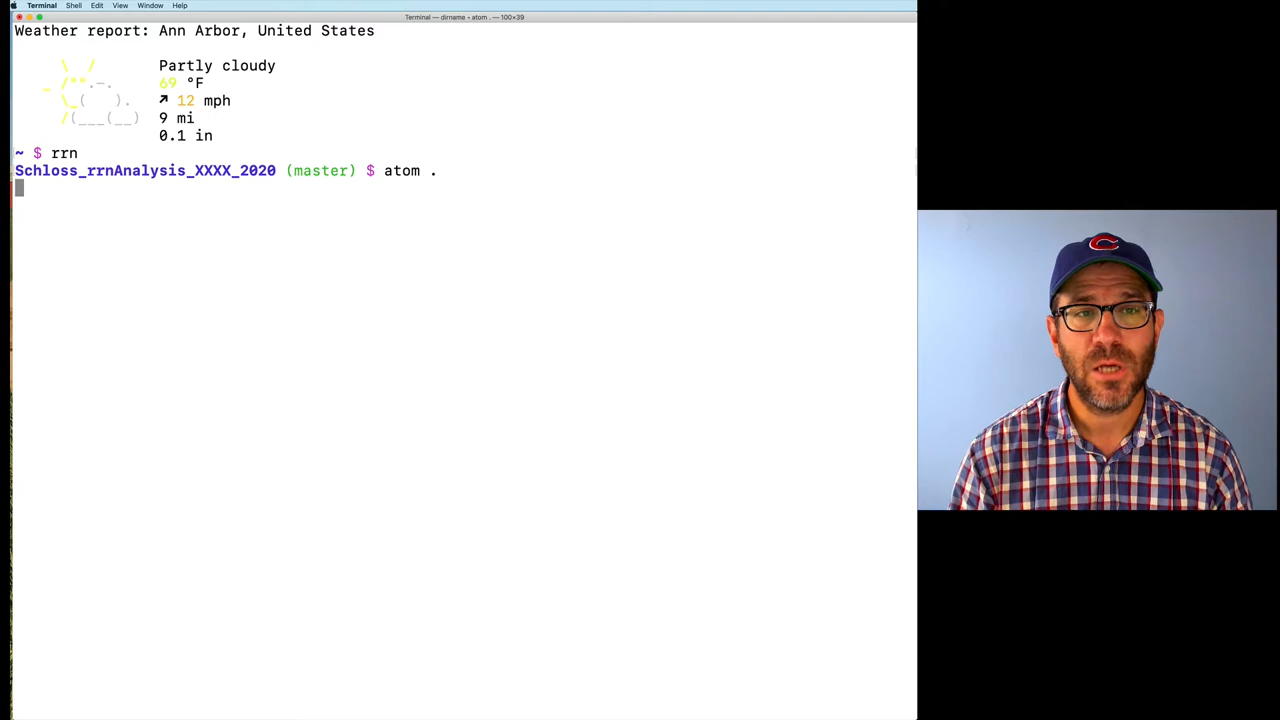 Terminal Shell Edit View Window Help
Terminal — dirname ◂ atom . — 100×39
Weather report: Ann Arbor, United States
Partly cloudy
69 °F
↗ 12 mph
9 mi
0.1 in
~ $ rrn
Schloss_rrnAnalysis_XXXX_2020 (master) $ atom .
C